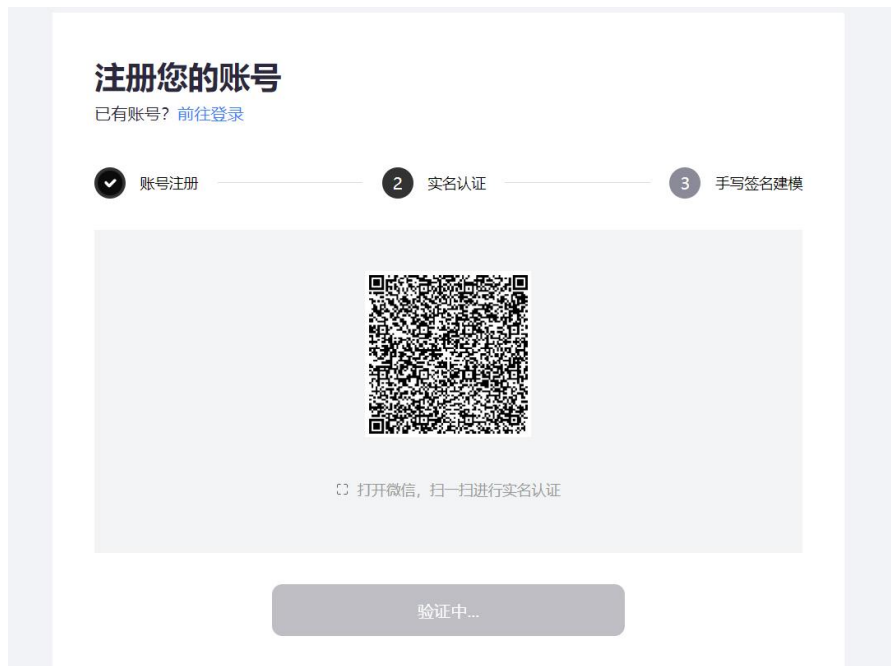 注册您的账号
已有账号？前往登录
账号注册 2 实名认证 3 手写签名建模
打开微信，扫一扫进行实名认证
验证中...